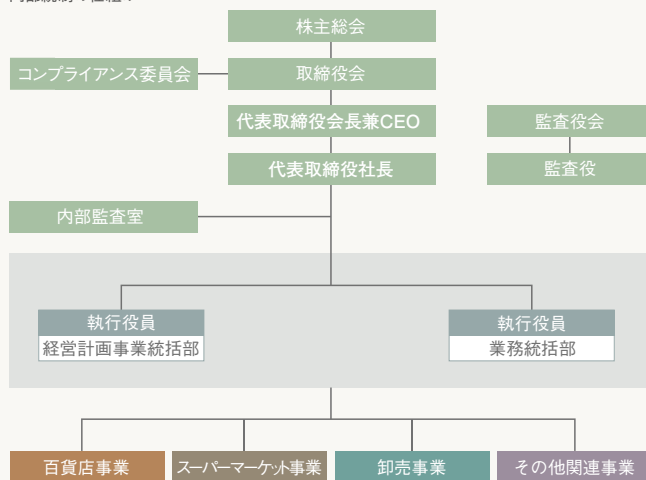 株主総会
コンプライアンス委員会
取締役会
代表取締役会長兼CEO
監査役会
代表取締役社長
監査役
内部監査室
執行役員
経営計画事業統括部
執行役員
業務統括部
百貨店事業
スーパーマーケット事業
卸売事業
その他関連事業